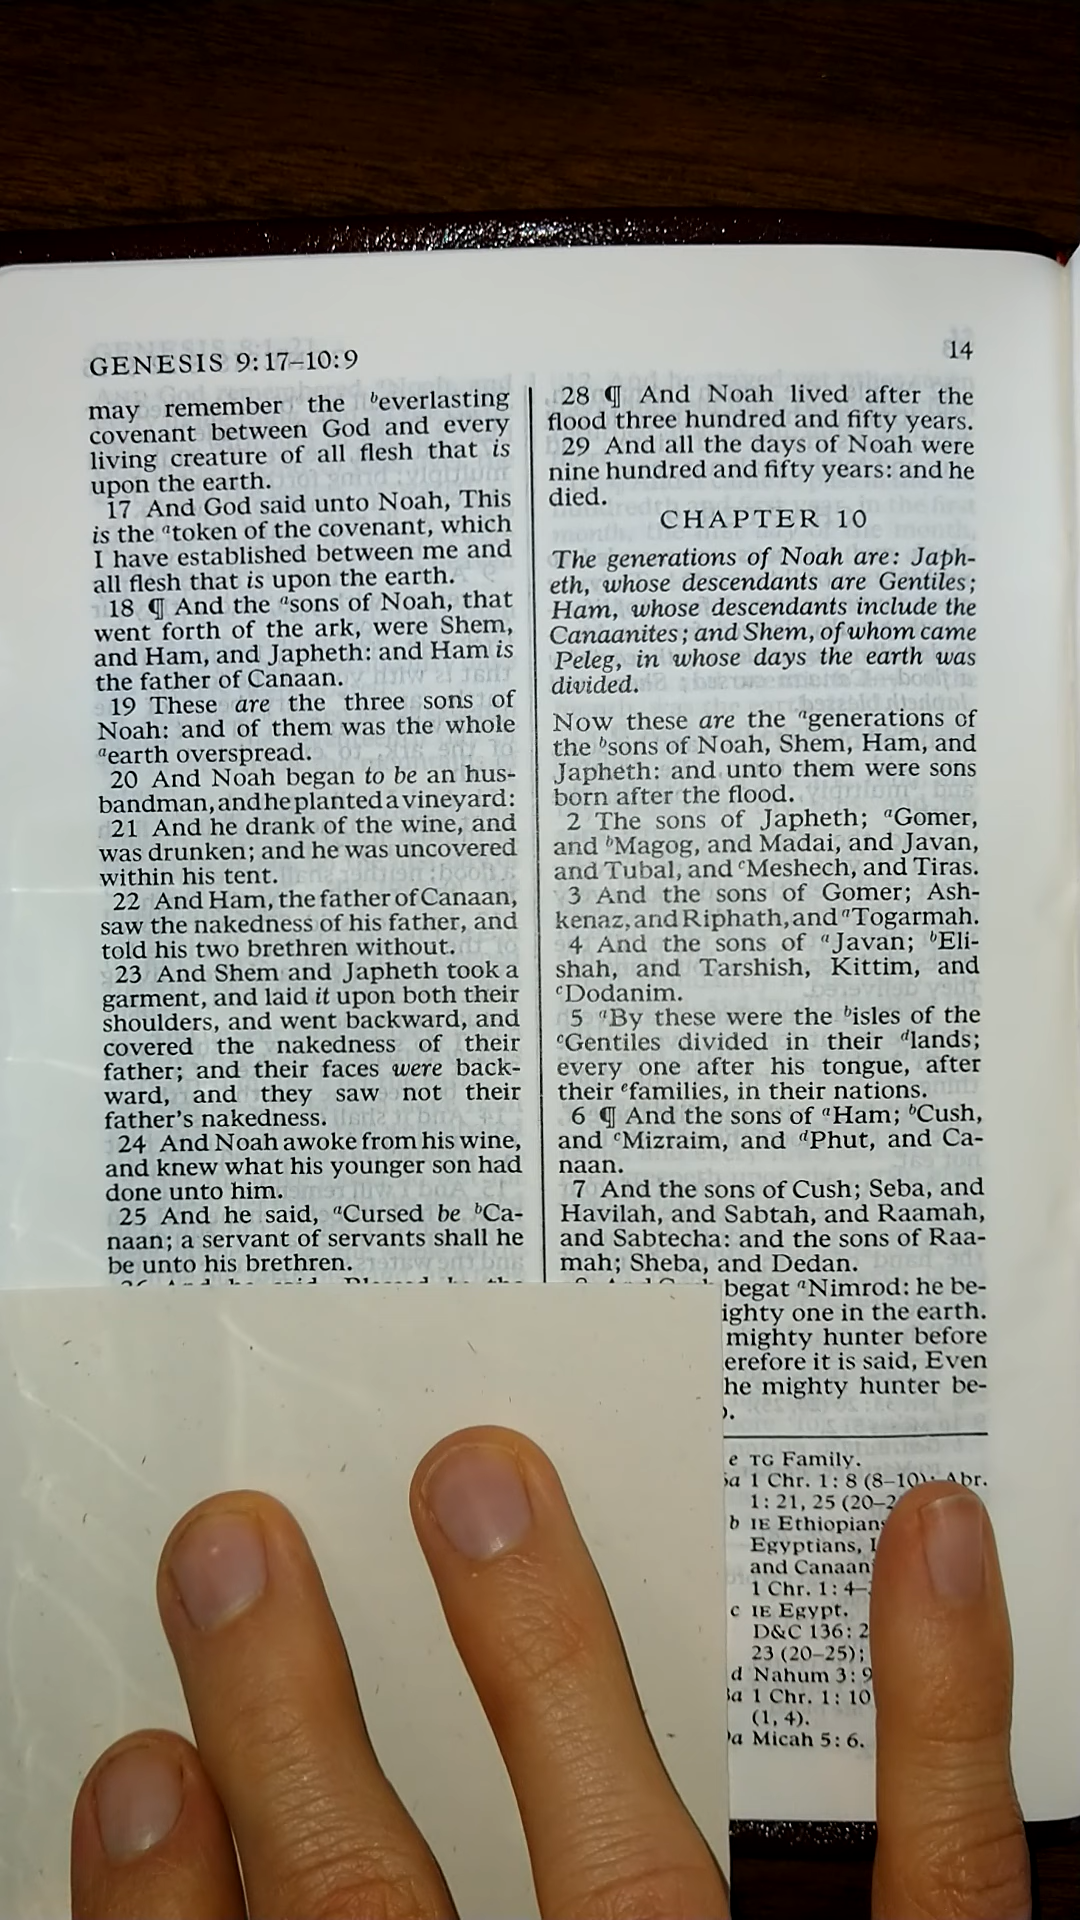 GENESIS 9:17–10:9
14
may remember the ᵇeverlasting
covenant between God and every
living creature of all flesh that is
upon the earth.
17 And God said unto Noah, This
is the ᵃtoken of the covenant, which
I have established between me and
all flesh that is upon the earth.
18 ¶ And the ᵃsons of Noah, that
went forth of the ark, were Shem,
and Ham, and Japheth: and Ham is
the father of Canaan.
19 These are the three sons of
Noah: and of them was the whole
ᵃearth overspread.
20 And Noah began to be an hus-
bandman, and he planted a vineyard:
21 And he drank of the wine, and
was drunken; and he was uncovered
within his tent.
22 And Ham, the father of Canaan,
saw the nakedness of his father, and
told his two brethren without.
23 And Shem and Japheth took a
garment, and laid it upon both their
shoulders, and went backward, and
covered the nakedness of their
father; and their faces were back-
ward, and they saw not their
father's nakedness.
24 And Noah awoke from his wine,
and knew what his younger son had
done unto him.
25 And he said, ᵃCursed be ᵇCa-
naan; a servant of servants shall he
be unto his brethren.
28 ¶ And Noah lived after the
flood three hundred and fifty years.
29 And all the days of Noah were
nine hundred and fifty years: and he
died.
CHAPTER 10
The generations of Noah are: Japh-
eth, whose descendants are Gentiles;
Ham, whose descendants include the
Canaanites; and Shem, of whom came
Peleg, in whose days the earth was
divided.
Now these are the ᵃgenerations of
the ᵇsons of Noah, Shem, Ham, and
Japheth: and unto them were sons
born after the flood.
2 The sons of Japheth; ᵃGomer,
and ᵇMagog, and Madai, and Javan,
and Tubal, and ᶜMeshech, and Tiras.
3 And the sons of Gomer; Ash-
kenaz, and Riphath, and ᵃTogarmah.
4 And the sons of ᵃJavan; ᵇEli-
shah, and Tarshish, Kittim, and
ᶜDodanim.
5 ᵃBy these were the ᵇisles of the
ᶜGentiles divided in their ᵈlands;
every one after his tongue, after
their ᵉfamilies, in their nations.
6 ¶ And the sons of ᵃHam; ᵇCush,
and ᶜMizraim, and ᵈPhut, and Ca-
naan.
7 And the sons of Cush; Seba, and
Havilah, and Sabtah, and Raamah,
and Sabtecha: and the sons of Raa-
mah; Sheba, and Dedan.
begat ᵃNimrod: he be-
ighty one in the earth.
mighty hunter before
erefore it is said, Even
he mighty hunter be-
e TG Family.
a 1 Chr. 1:8 (8–10); Abr.
1:21, 25 (20–2
b IE Ethiopians
Egyptians,
and Canaan
1 Chr. 1:4–
c IE Egypt.
D&C 136:2
23 (20–25);
d Nahum 3:9
a 1 Chr. 1:10
(1, 4).
a Micah 5:6.